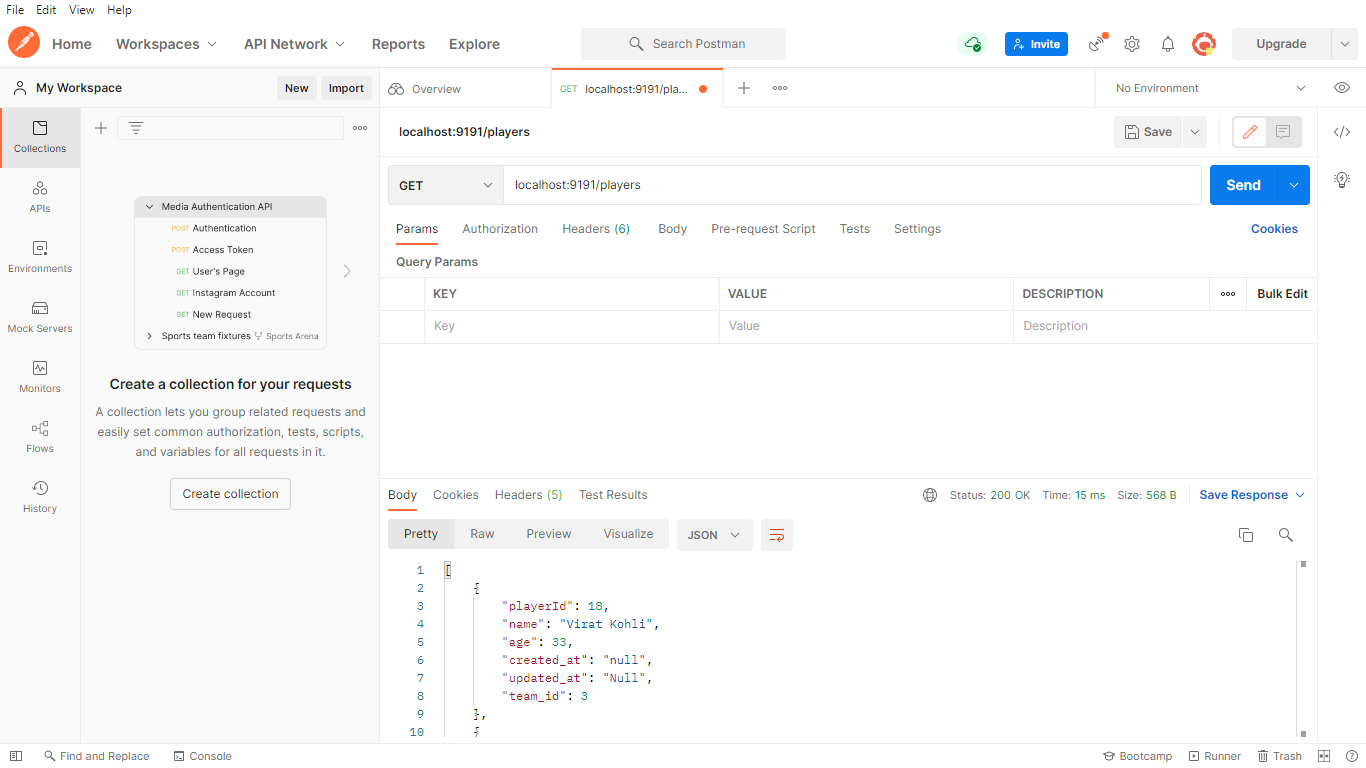 File Edit View Help
Home Workspaces API Network Reports Explore Search Postman Invite Upgrade
My Workspace New Import Overview GET localhost:9191/pla... No Environment
Collections
APIs
Environments
Mock Servers
Monitors
Flows
History
Media Authentication API
POST Authentication
POST Access Token
GET User's Page
GET Instagram Account
GET New Request
Sports team fixtures Sports Arena
Create a collection for your requests
A collection lets you group related requests and
easily set common authorization, tests, scripts,
and variables for all requests in it.
Create collection
localhost:9191/players Save
GET localhost:9191/players Send
Params Authorization Headers (6) Body Pre-request Script Tests Settings Cookies
Query Params
KEY VALUE DESCRIPTION Bulk Edit
Key Value Description
Body Cookies Headers (5) Test Results Status: 200 OK Time: 15 ms Size: 568 B Save Response
Pretty Raw Preview Visualize JSON
1 [
2 {
3 "playerId": 18,
4 "name": "Virat Kohli",
5 "age": 33,
6 "created_at": "null",
7 "updated_at": "Null",
8 "team_id": 3
9 },
10 {
Find and Replace Console Bootcamp Runner Trash